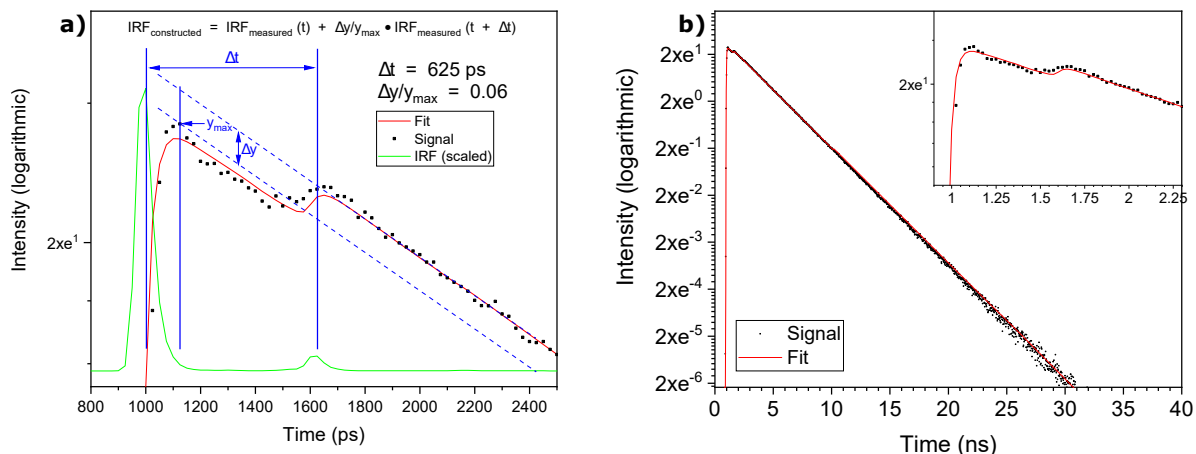 a)
IRF_constructed = IRF_measured (t) + Δy/y_max • IRF_measured (t + Δt)
Δt
Δt = 625 ps
Δy/y_max = 0.06
Fit
Signal
IRF (scaled)
y_max
Δy
Intensity (logarithmic)
2xe^1
800 1000 1200 1400 1600 1800 2000 2200 2400
Time (ps)
b)
Intensity (logarithmic)
2xe^1
2xe^0
2xe^-1
2xe^-2
2xe^-3
2xe^-4
2xe^-5
2xe^-6
2xe^1
1 1.25 1.5 1.75 2 2.25
Signal
Fit
0 5 10 15 20 25 30 35 40
Time (ns)